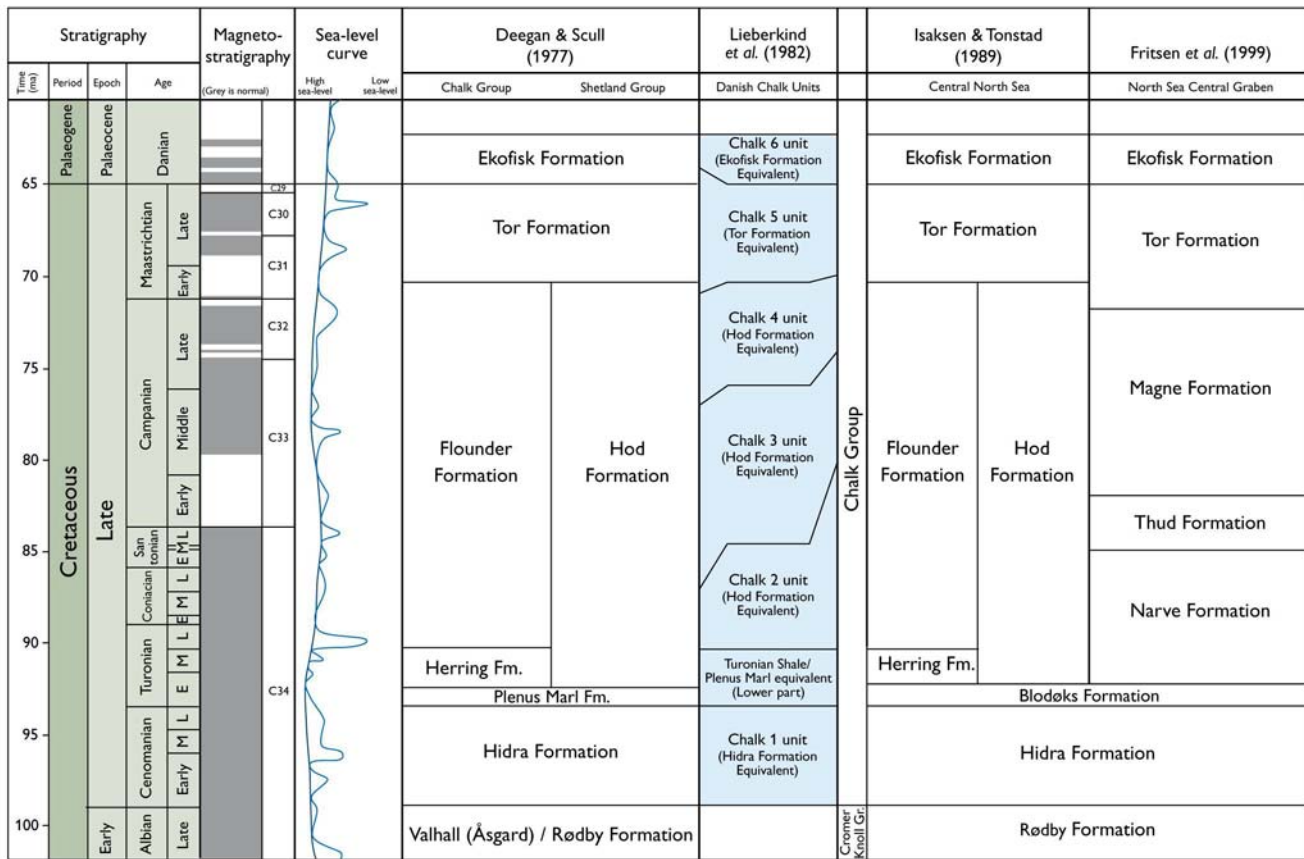 Stratigraphy
Magneto-
stratigraphy
Sea-level
curve
Deegan & Scull
(1977)
Lieberkind
et al. (1982)
Isaksen & Tonstad
(1989)
Fritsen et al. (1999)
Time
(ma)
Period
Epoch
Age
(Grey is normal)
High
sea-level
Low
sea-level
Chalk Group
Shetland Group
Danish Chalk Units
Central North Sea
North Sea Central Graben
65
70
75
80
85
90
95
100
Palaeogene
Cretaceous
Palaeocene
Late
Early
Danian
Maastrichtian
Late
Early
Campanian
Late
Middle
Early
San
tonian
L
M
E
Coniacian
L
M
E
Turonian
L
M
E
Cenomanian
L
M
Early
Albian
Late
C29
C30
C31
C32
C33
C34
Ekofisk Formation
Tor Formation
Flounder
Formation
Hod
Formation
Herring Fm.
Plenus Marl Fm.
Hidra Formation
Valhall (Åsgard) / Rødby Formation
Chalk 6 unit
(Ekofisk Formation
Equivalent)
Chalk 5 unit
(Tor Formation
Equivalent)
Chalk 4 unit
(Hod Formation
Equivalent)
Chalk 3 unit
(Hod Formation
Equivalent)
Chalk 2 unit
(Hod Formation
Equivalent)
Turonian Shale/
Plenus Marl equivalent
(Lower part)
Chalk 1 unit
(Hidra Formation
Equivalent)
Chalk Group
Cromer
Knoll Gr.
Ekofisk Formation
Tor Formation
Flounder
Formation
Hod
Formation
Herring Fm.
Ekofisk Formation
Tor Formation
Magne Formation
Thud Formation
Narve Formation
Blodøks Formation
Hidra Formation
Rødby Formation